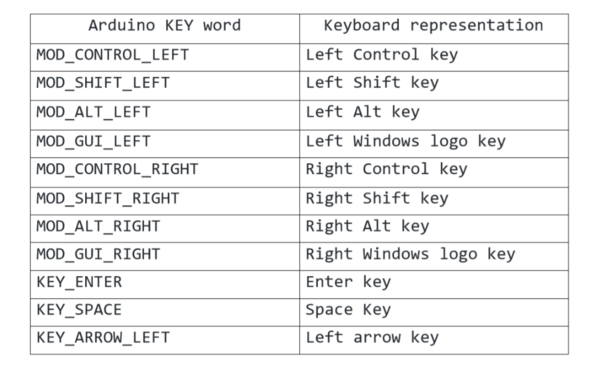 Arduino KEY word Keyboard representation
MOD_CONTROL_LEFT Left Control key
MOD_SHIFT_LEFT Left Shift key
MOD_ALT_LEFT Left Alt key
MOD_GUI_LEFT Left Windows logo key
MOD_CONTROL_RIGHT Right Control key
MOD_SHIFT_RIGHT Right Shift key
MOD_ALT_RIGHT Right Alt key
MOD_GUI_RIGHT Right Windows logo key
KEY_ENTER Enter key
KEY_SPACE Space Key
KEY_ARROW_LEFT Left arrow key